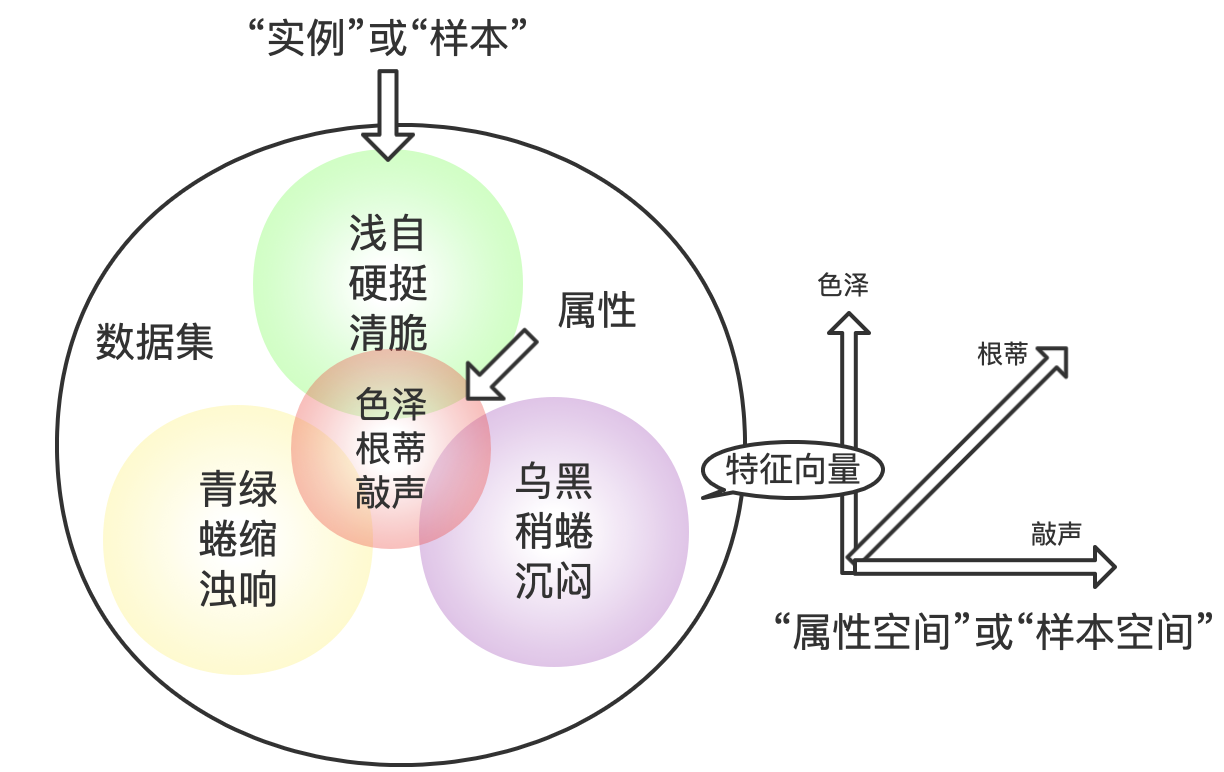 “实例”或“样本”
浅自
硬挺
清脆
属性
数据集
色泽
根蒂
敲声
青绿
蜷缩
浊响
乌黑
稍蜷
沉闷
特征向量
色泽
根蒂
敲声
“属性空间”或“样本空间”